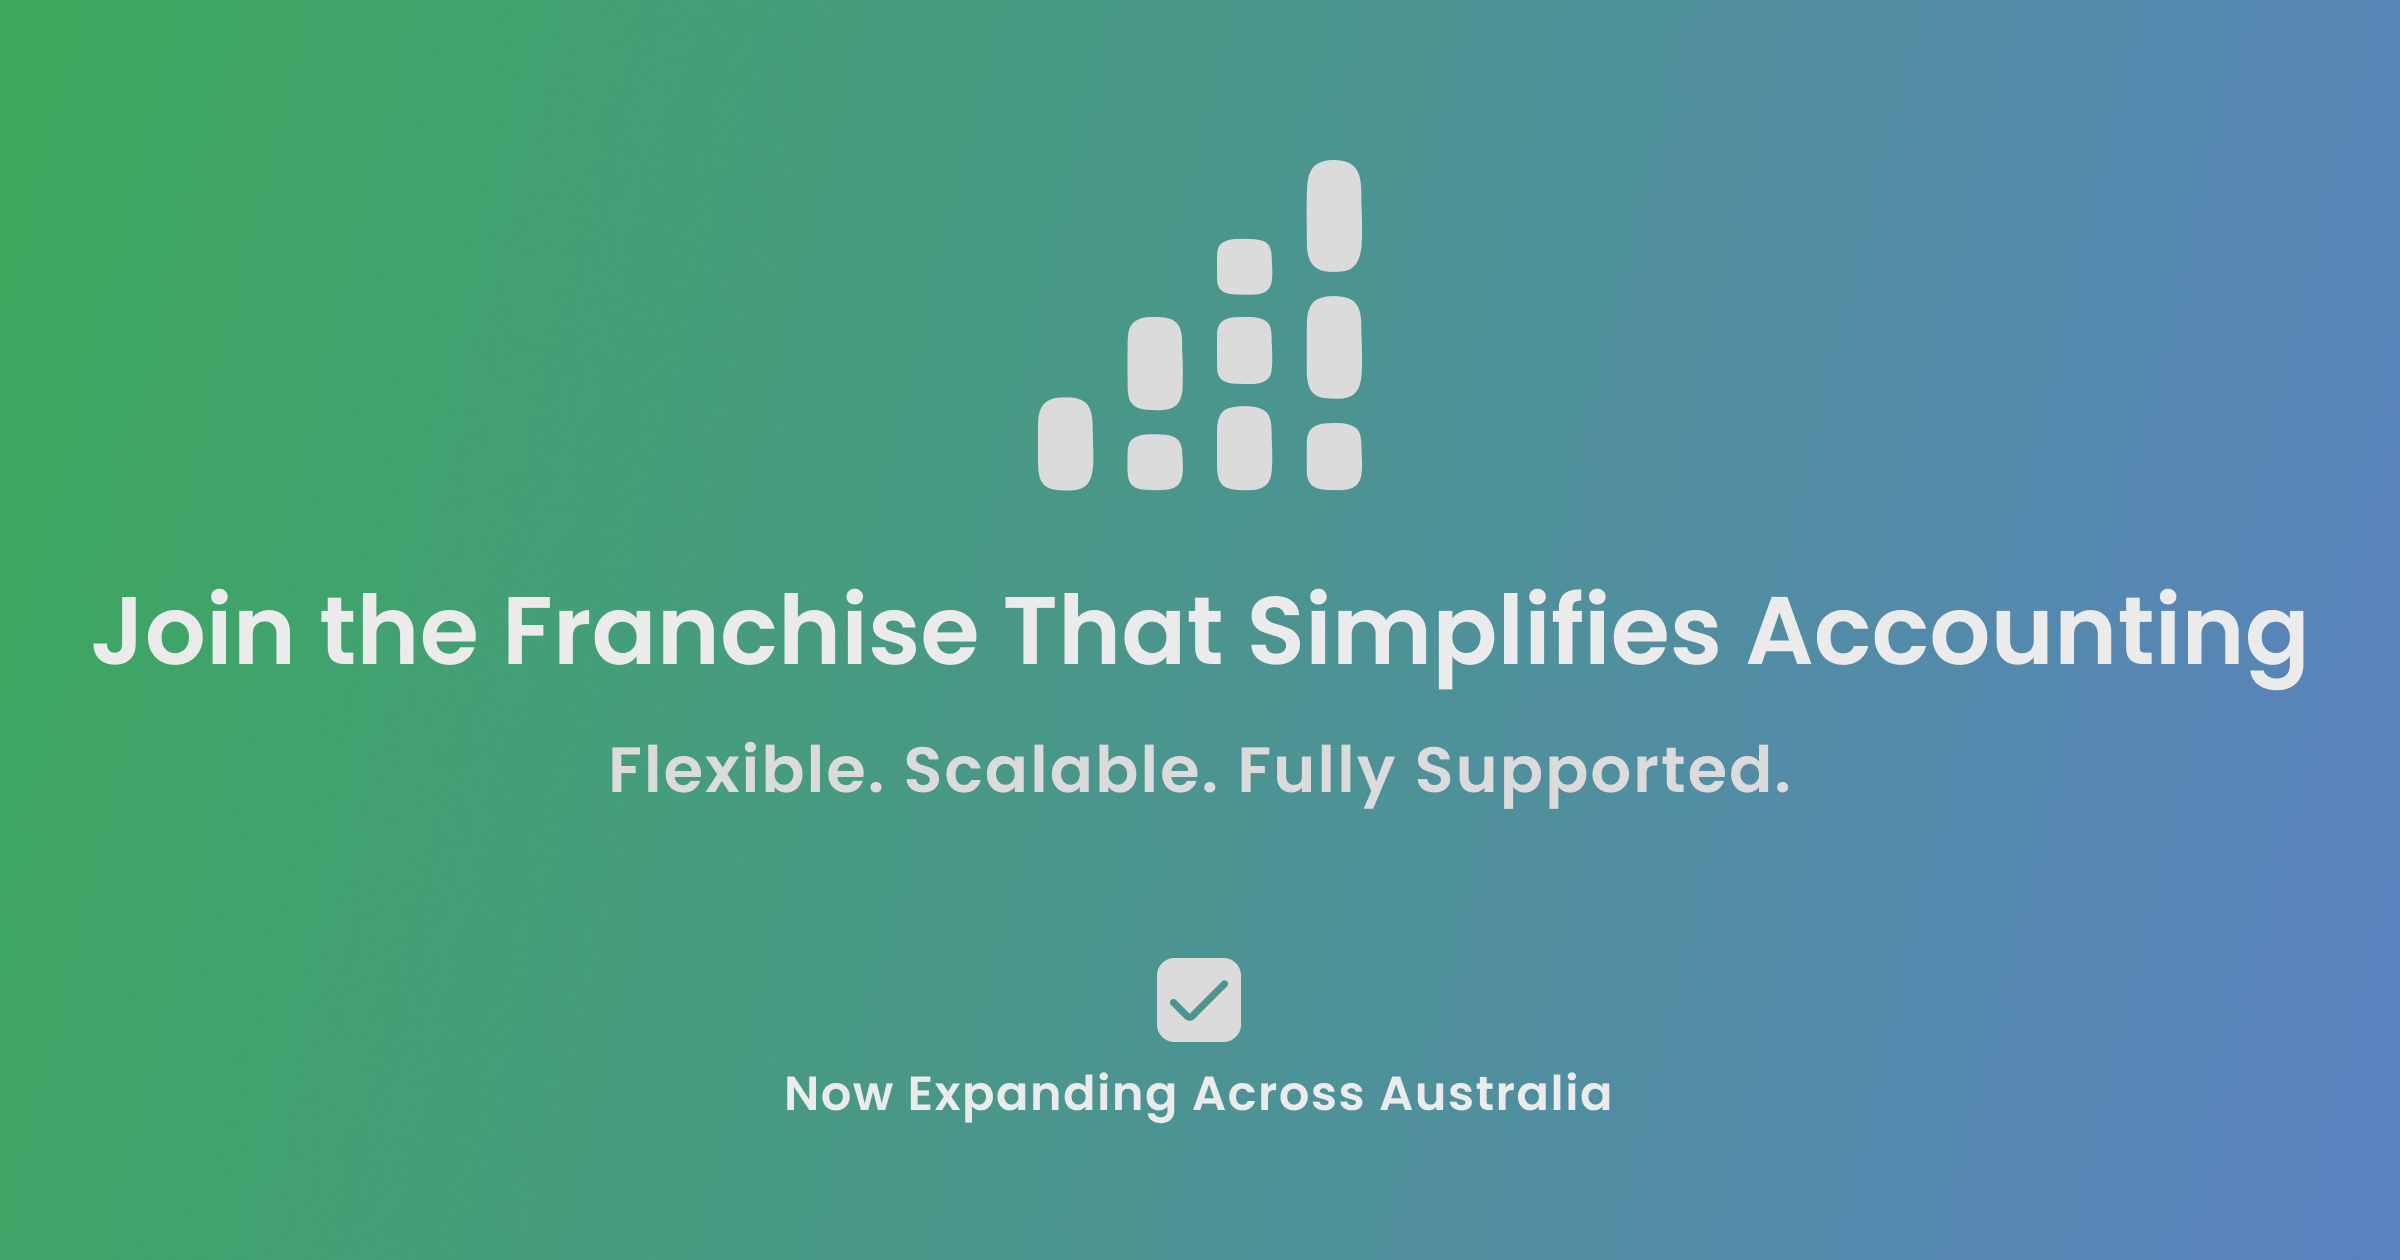 Join the Franchise That Simplifies Accounting
Flexible. Scalable. Fully Supported.
Now Expanding Across Australia